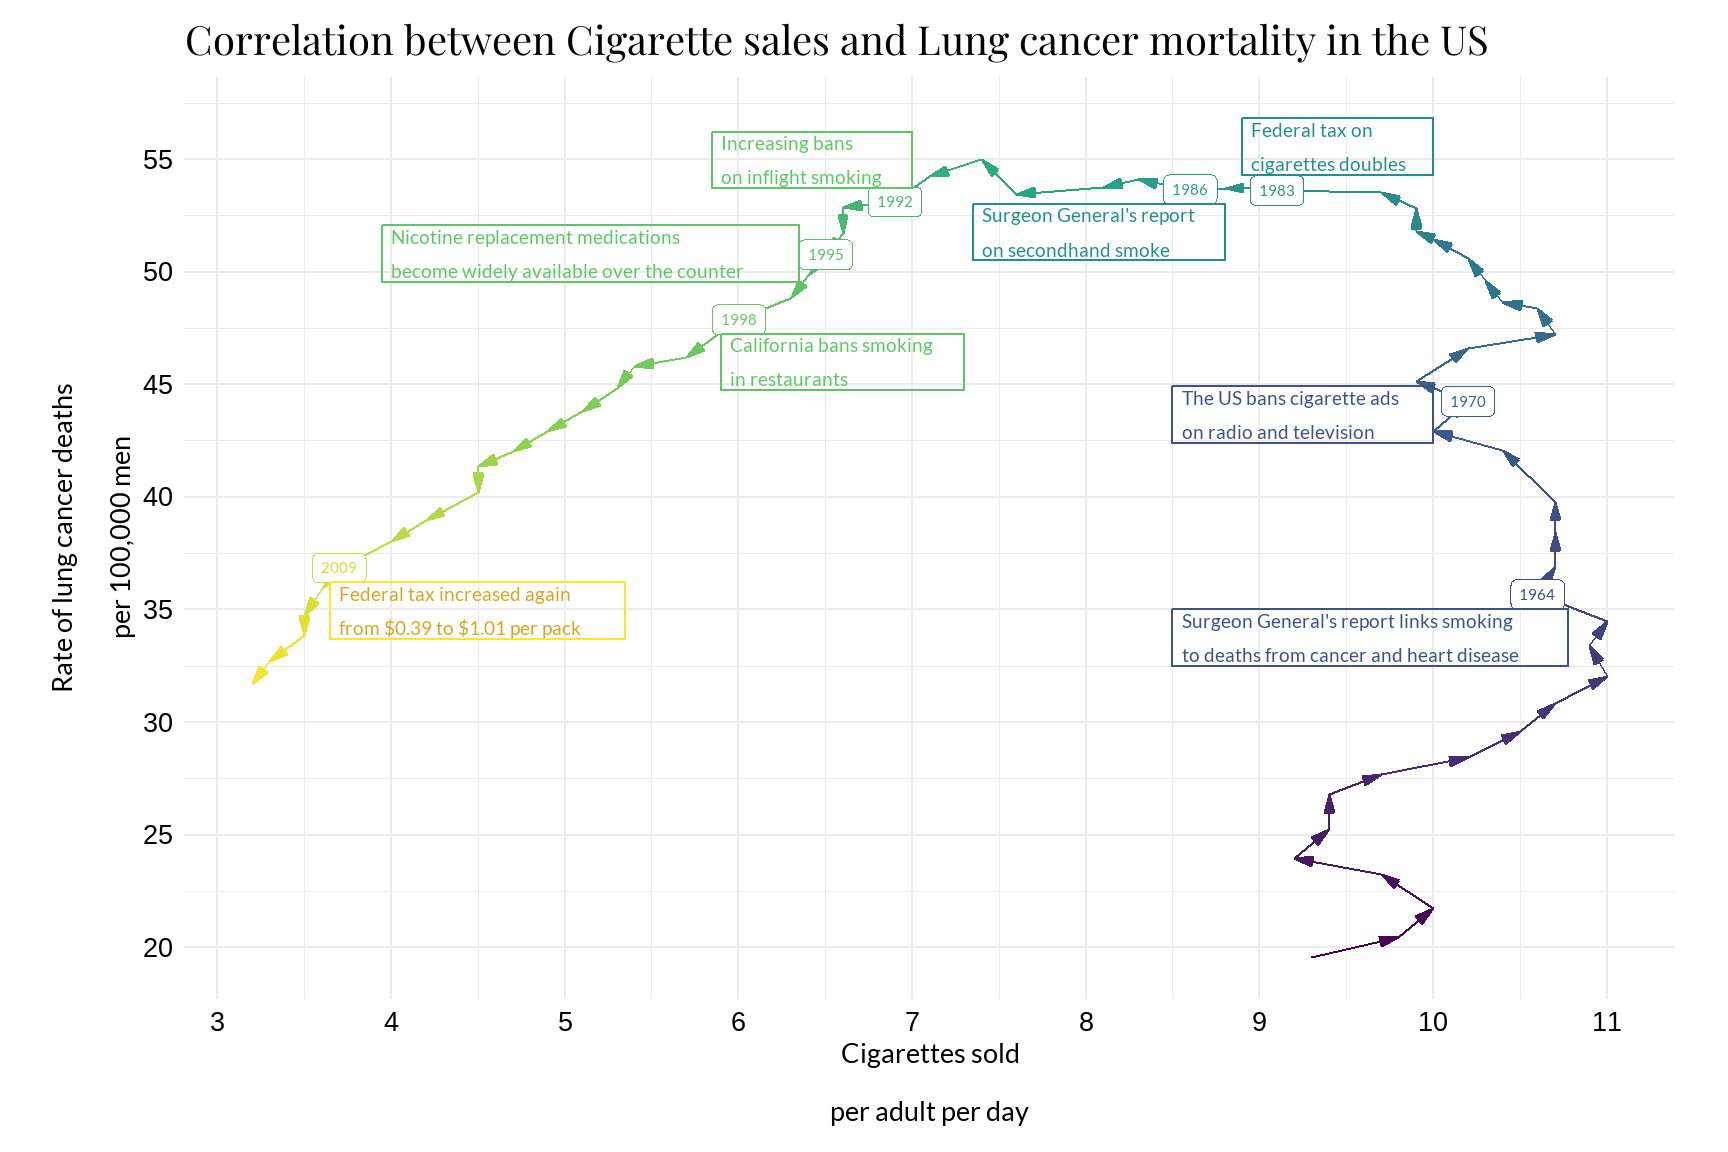 Correlation between Cigarette sales and Lung cancer mortality in the US
Federal tax on
cigarettes doubles
Increasing bans
on inflight smoking
55
1986
1983
1992
Surgeon General's report
on secondhand smoke
Nicotine replacement medications
become widely available over the counter
1995
50
1998
California bans smoking
in restaurants
45
The US bans cigarette ads
on radio and television
1970
Rate of lung cancer deaths
per 100,000 men
40
2009
Federal tax increased again
from $0.39 to $1.01 per pack
1964
35
Surgeon General's report links smoking
to deaths from cancer and heart disease
30
25
20
3 4 5 6 7 8 9 10 11
Cigarettes sold
per adult per day